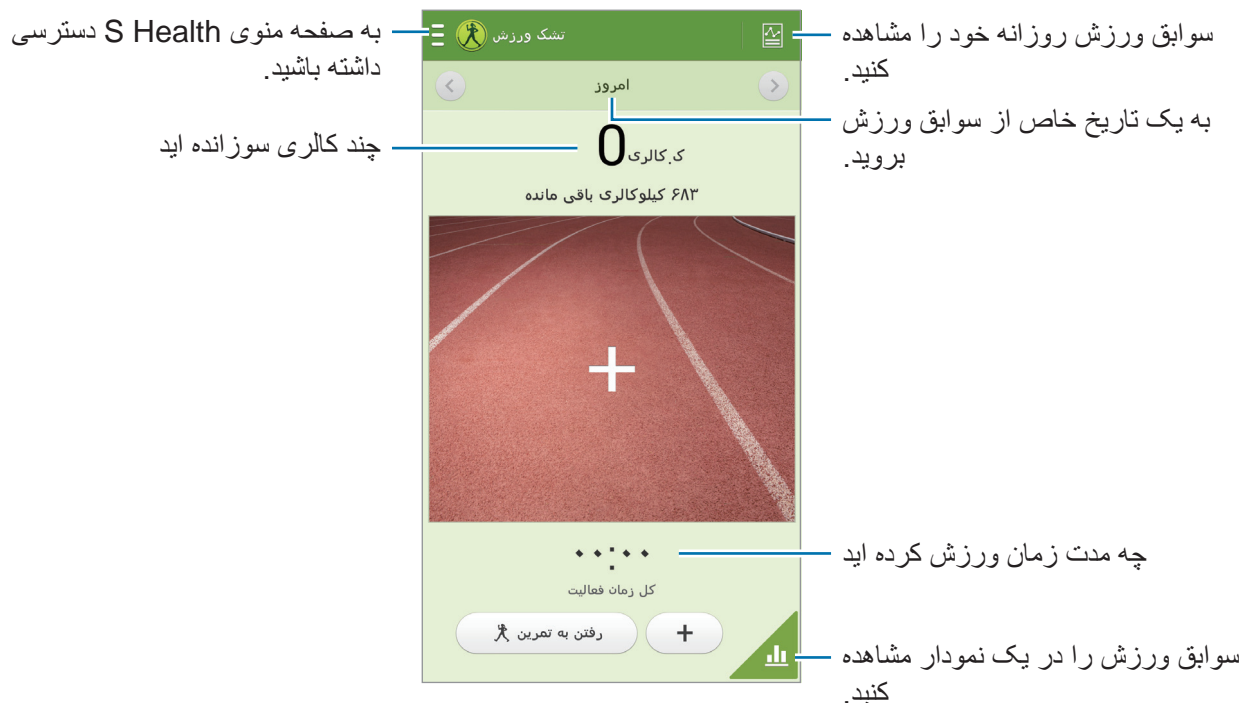 به صفحه منوی S Health دسترسی
داشته باشید.
چند کالری سوزانده اید
تشک ورزش
امروز
0 ک.کالری
۶۸۳ کیلوکالری باقی مانده
+
۰۰:۰۰
کل زمان فعالیت
رفتن به تمرین
+
سوابق ورزش روزانه خود را مشاهده
کنید.
به یک تاریخ خاص از سوابق ورزش
بروید.
چه مدت زمان ورزش کرده اید
سوابق ورزش را در یک نمودار مشاهده
کنید.